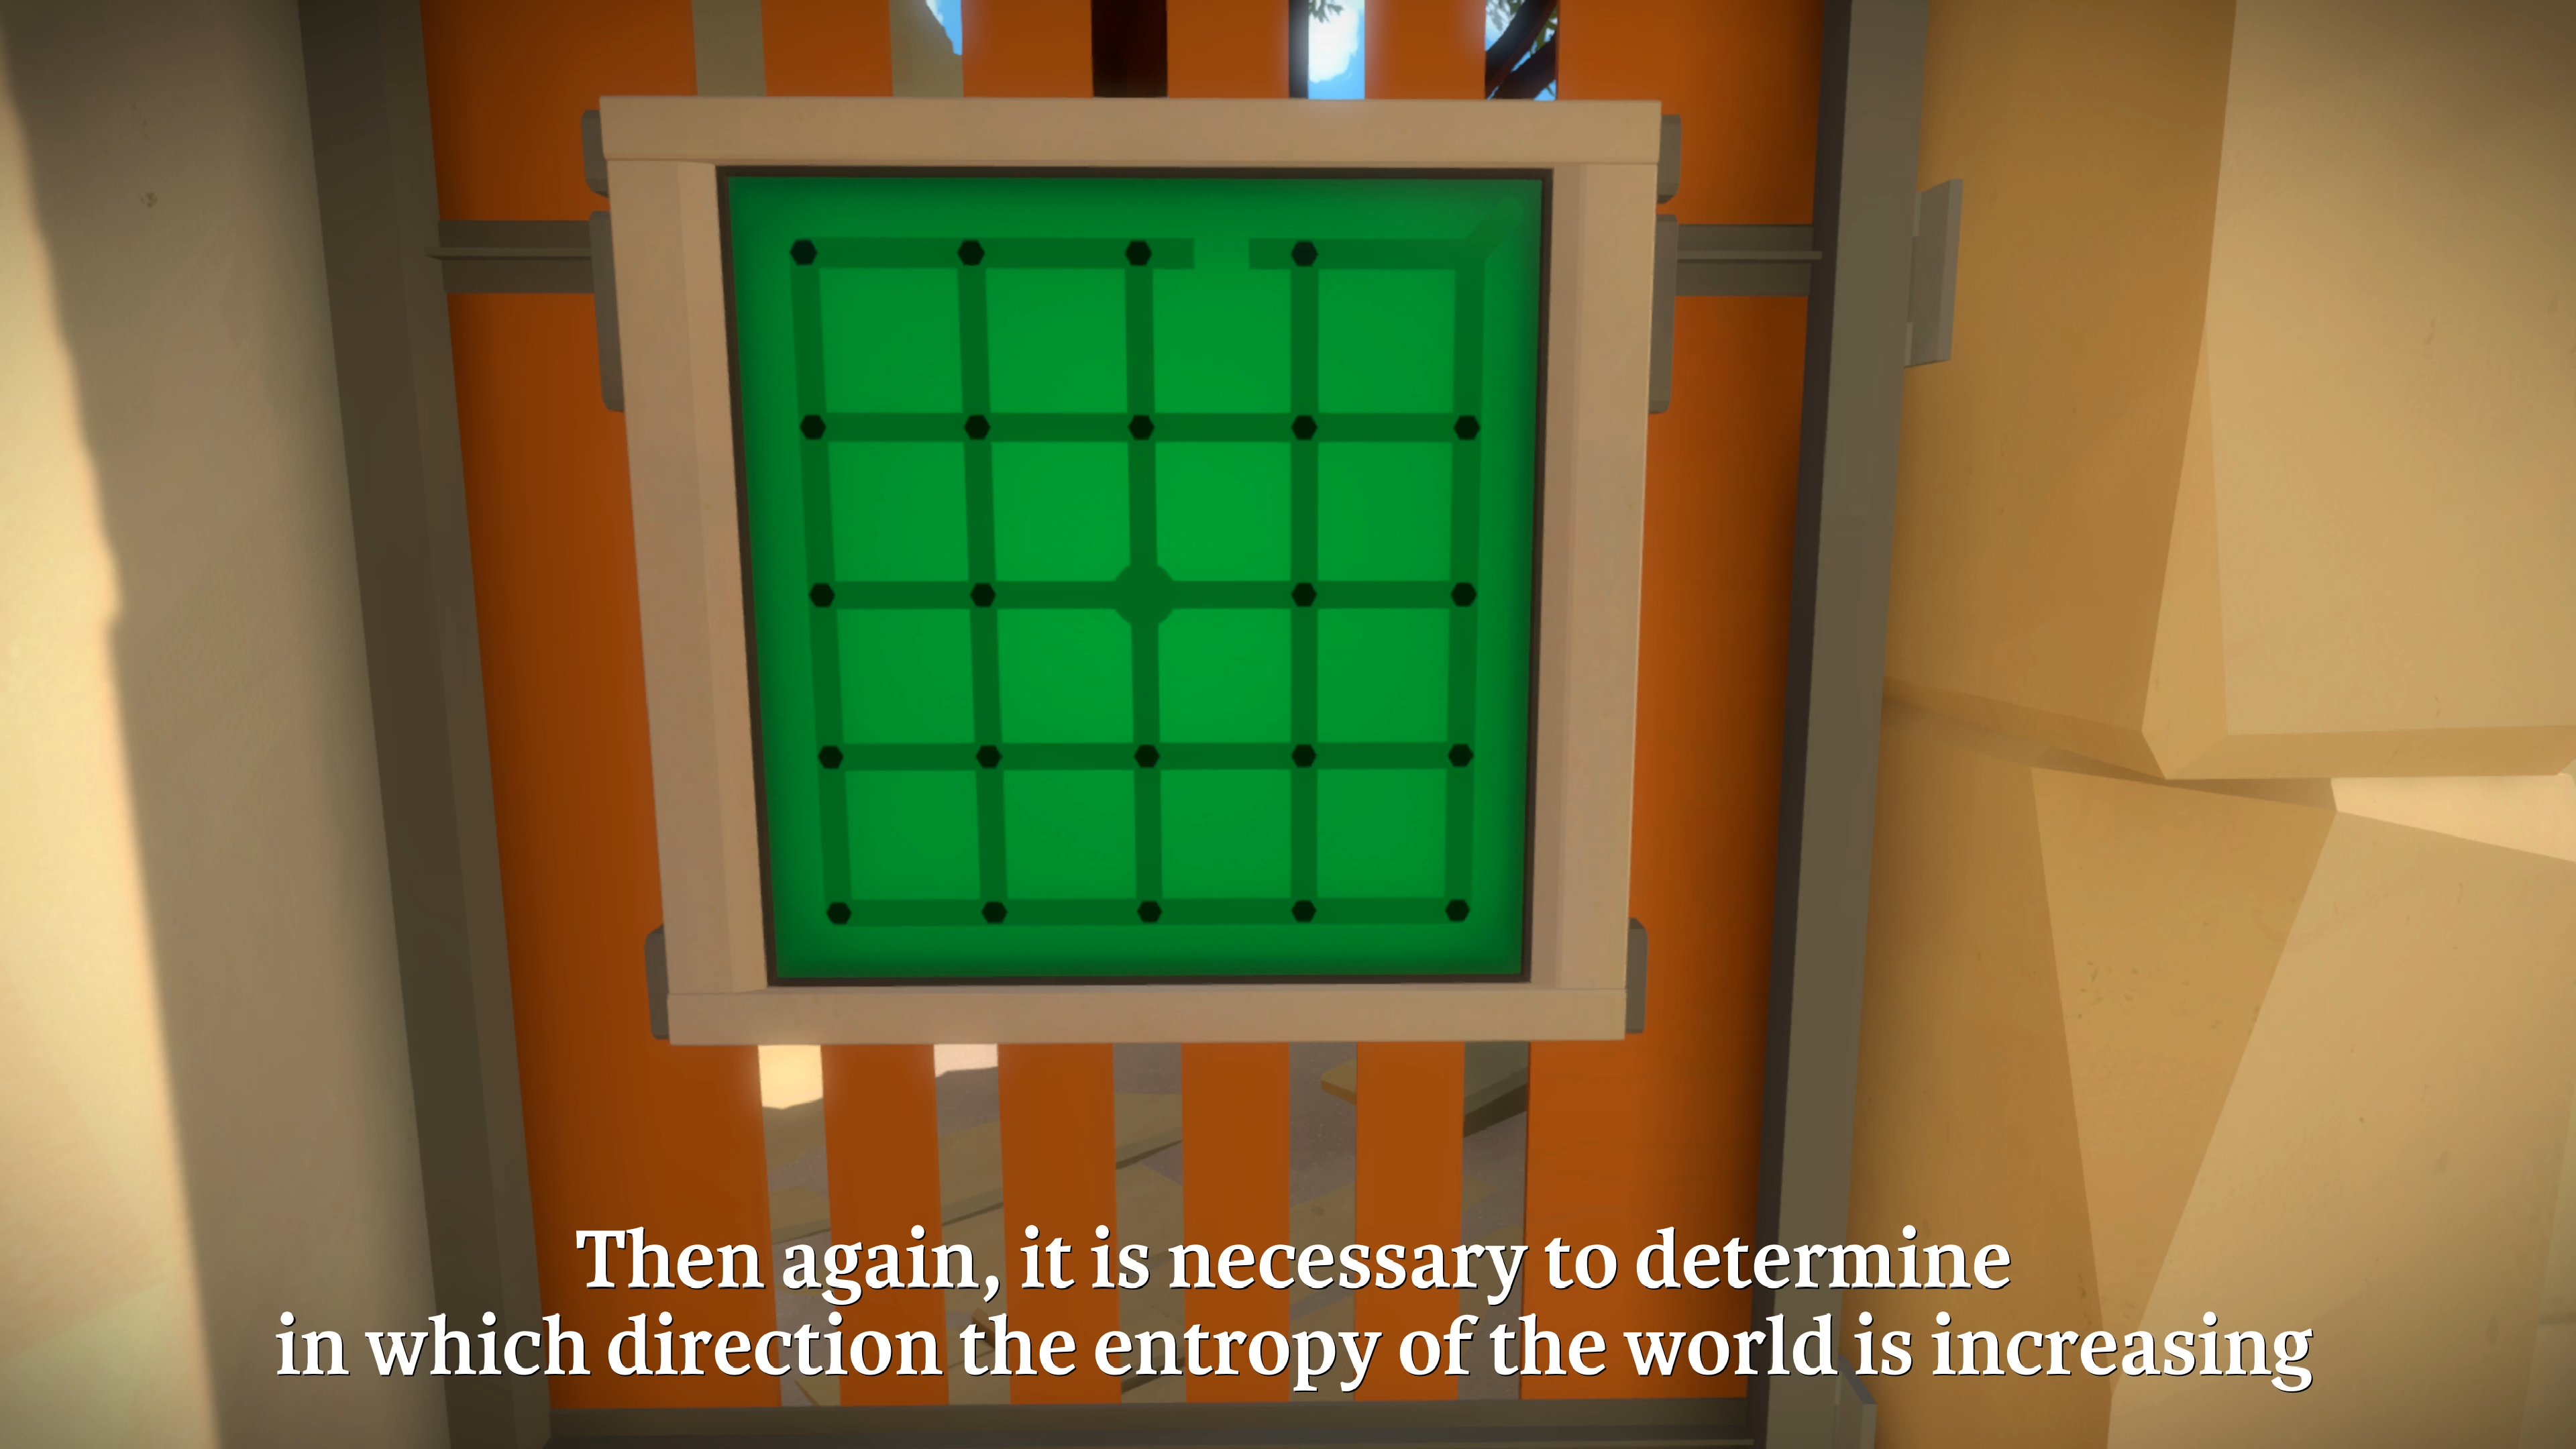 Then again, it is necessary to determine
in which direction the entropy of the world is increasing